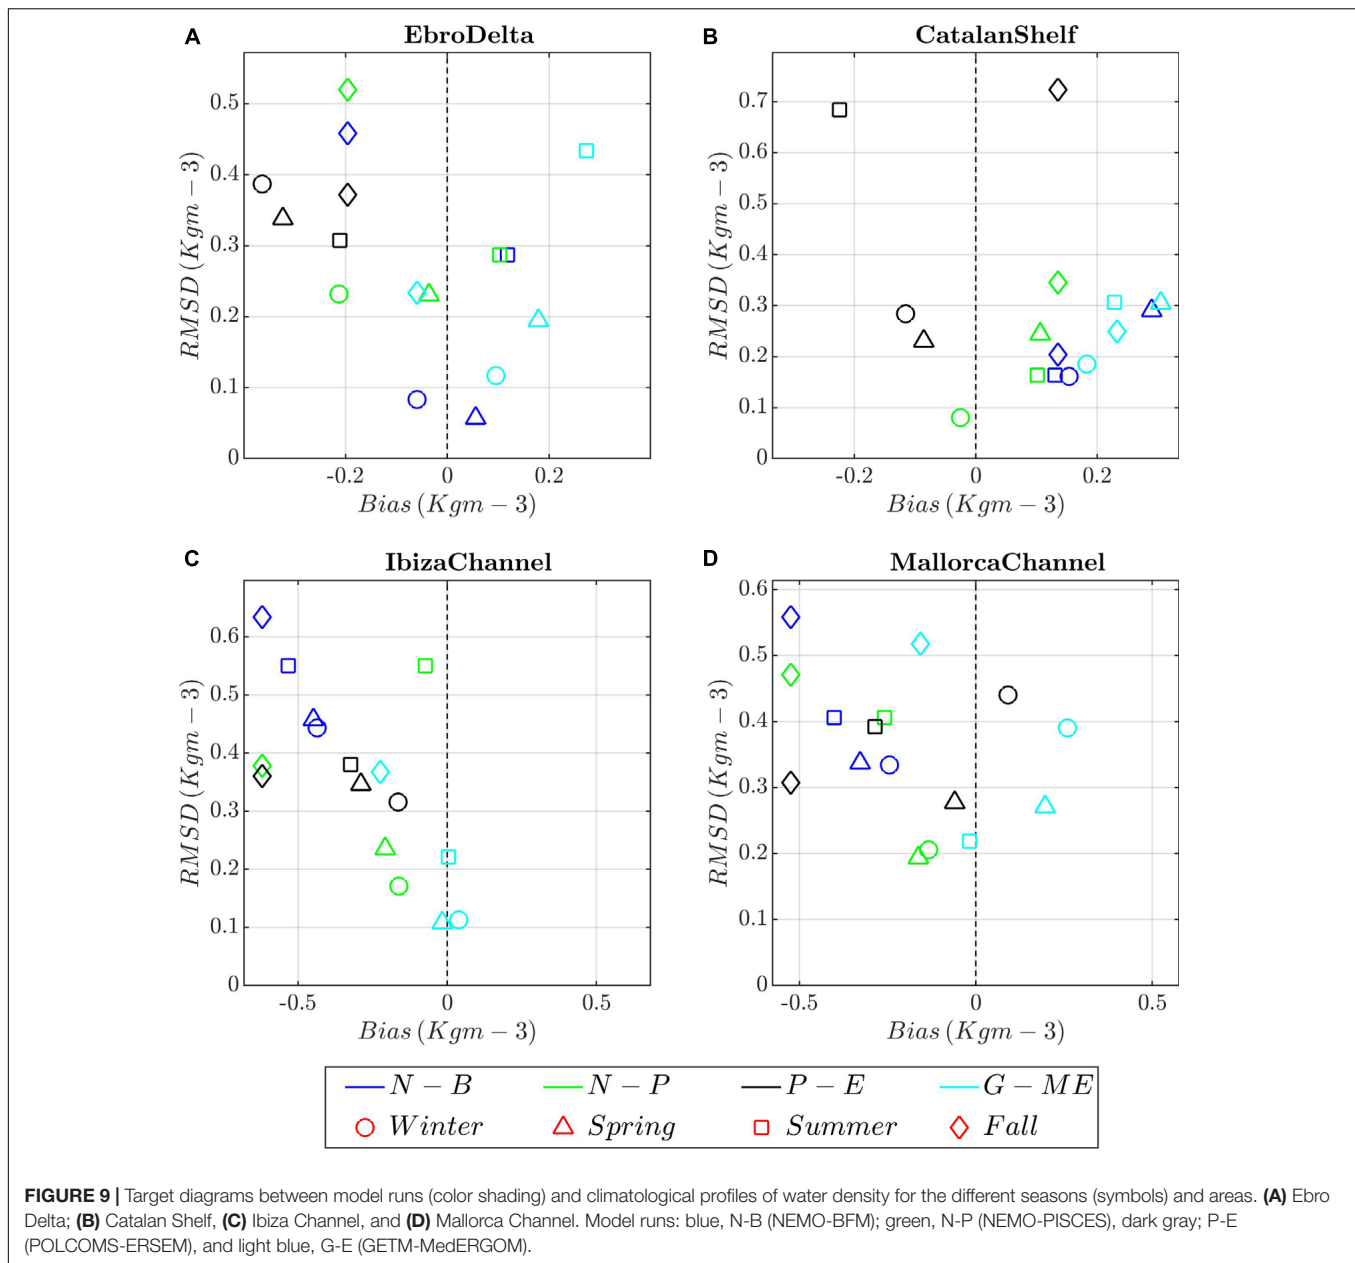 A EbroDelta
0.5
0.4
0.3
0.2
0.1
0
RMSD (Kgm − 3)
-0.2 0 0.2
Bias (Kgm − 3)
B CatalanShelf
0.7
0.6
0.5
0.4
0.3
0.2
0.1
0
RMSD (Kgm − 3)
-0.2 0 0.2
Bias (Kgm − 3)
C IbizaChannel
0.6
0.5
0.4
0.3
0.2
0.1
0
RMSD (Kgm − 3)
-0.5 0 0.5
Bias (Kgm − 3)
D MallorcaChannel
0.6
0.5
0.4
0.3
0.2
0.1
0
RMSD (Kgm − 3)
-0.5 0 0.5
Bias (Kgm − 3)
N − B N − P P − E G − ME
Winter Spring Summer Fall
FIGURE 9 | Target diagrams between model runs (color shading) and climatological profiles of water density for the different seasons (symbols) and areas. (A) Ebro
Delta; (B) Catalan Shelf, (C) Ibiza Channel, and (D) Mallorca Channel. Model runs: blue, N-B (NEMO-BFM); green, N-P (NEMO-PISCES), dark gray; P-E
(POLCOMS-ERSEM), and light blue, G-E (GETM-MedERGOM).